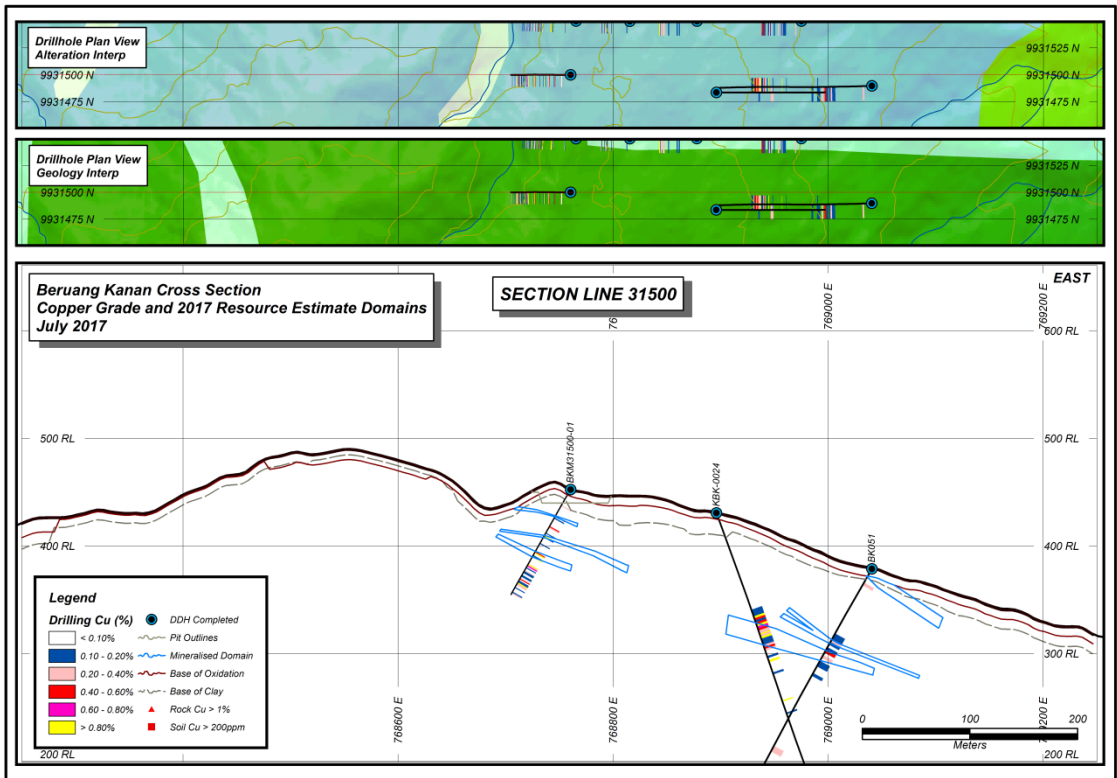 Drillhole Plan View
Alteration Interp
9931525 N
9931500 N
9931500 N
9931475 N
9931475 N
Drillhole Plan View
Geology Interp
9931525 N
9931500 N
9931500 N
9931475 N
9931475 N
Beruang Kanan Cross Section
Copper Grade and 2017 Resource Estimate Domains
July 2017
SECTION LINE 31500
EAST
76
769000 E
769200 E
600 RL
500 RL
500 RL
BKM31500-01
KBK-0024
BK051
400 RL
400 RL
300 RL
Legend
Drilling Cu (%)
< 0.10%
0.10 - 0.20%
0.20 - 0.40%
0.40 - 0.60%
0.60 - 0.80%
> 0.80%
DDH Completed
Pit Outlines
Mineralised Domain
Base of Oxidation
Base of Clay
Rock Cu > 1%
Soil Cu > 200ppm
768600 E
768800 E
769000 E
769200 E
0 100 200
Meters
200 RL
200 RL